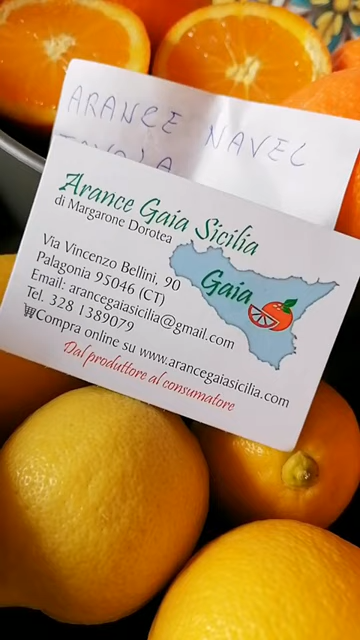 ARANCE NAVEL
TAVOLA
Arance Gaia Sicilia
di Margarone Dorotea
Gaia
Via Vincenzo Bellini, 90
Palagonia 95046 (CT)
Email: arancegaiasicilia@gmail.com
Tel. 328 1389079
Compra online su www.arancegaiasicilia.com
Dal produttore al consumatore